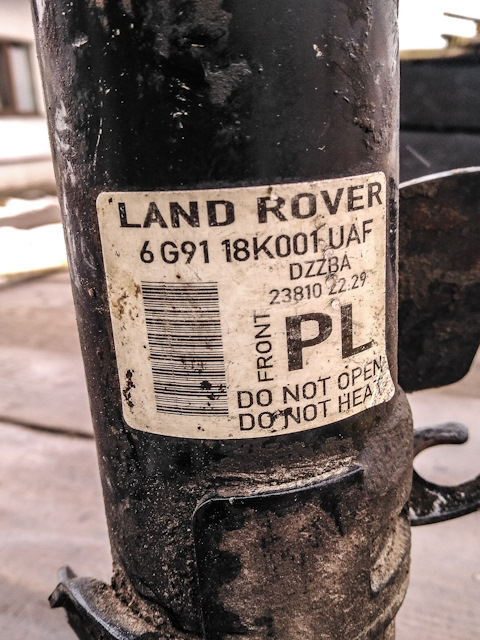 LAND ROVER
6G91 18K001 UAF
DZZBA
23810 22.29
FRONT
PL
DO NOT OPEN
DO NOT HEAT